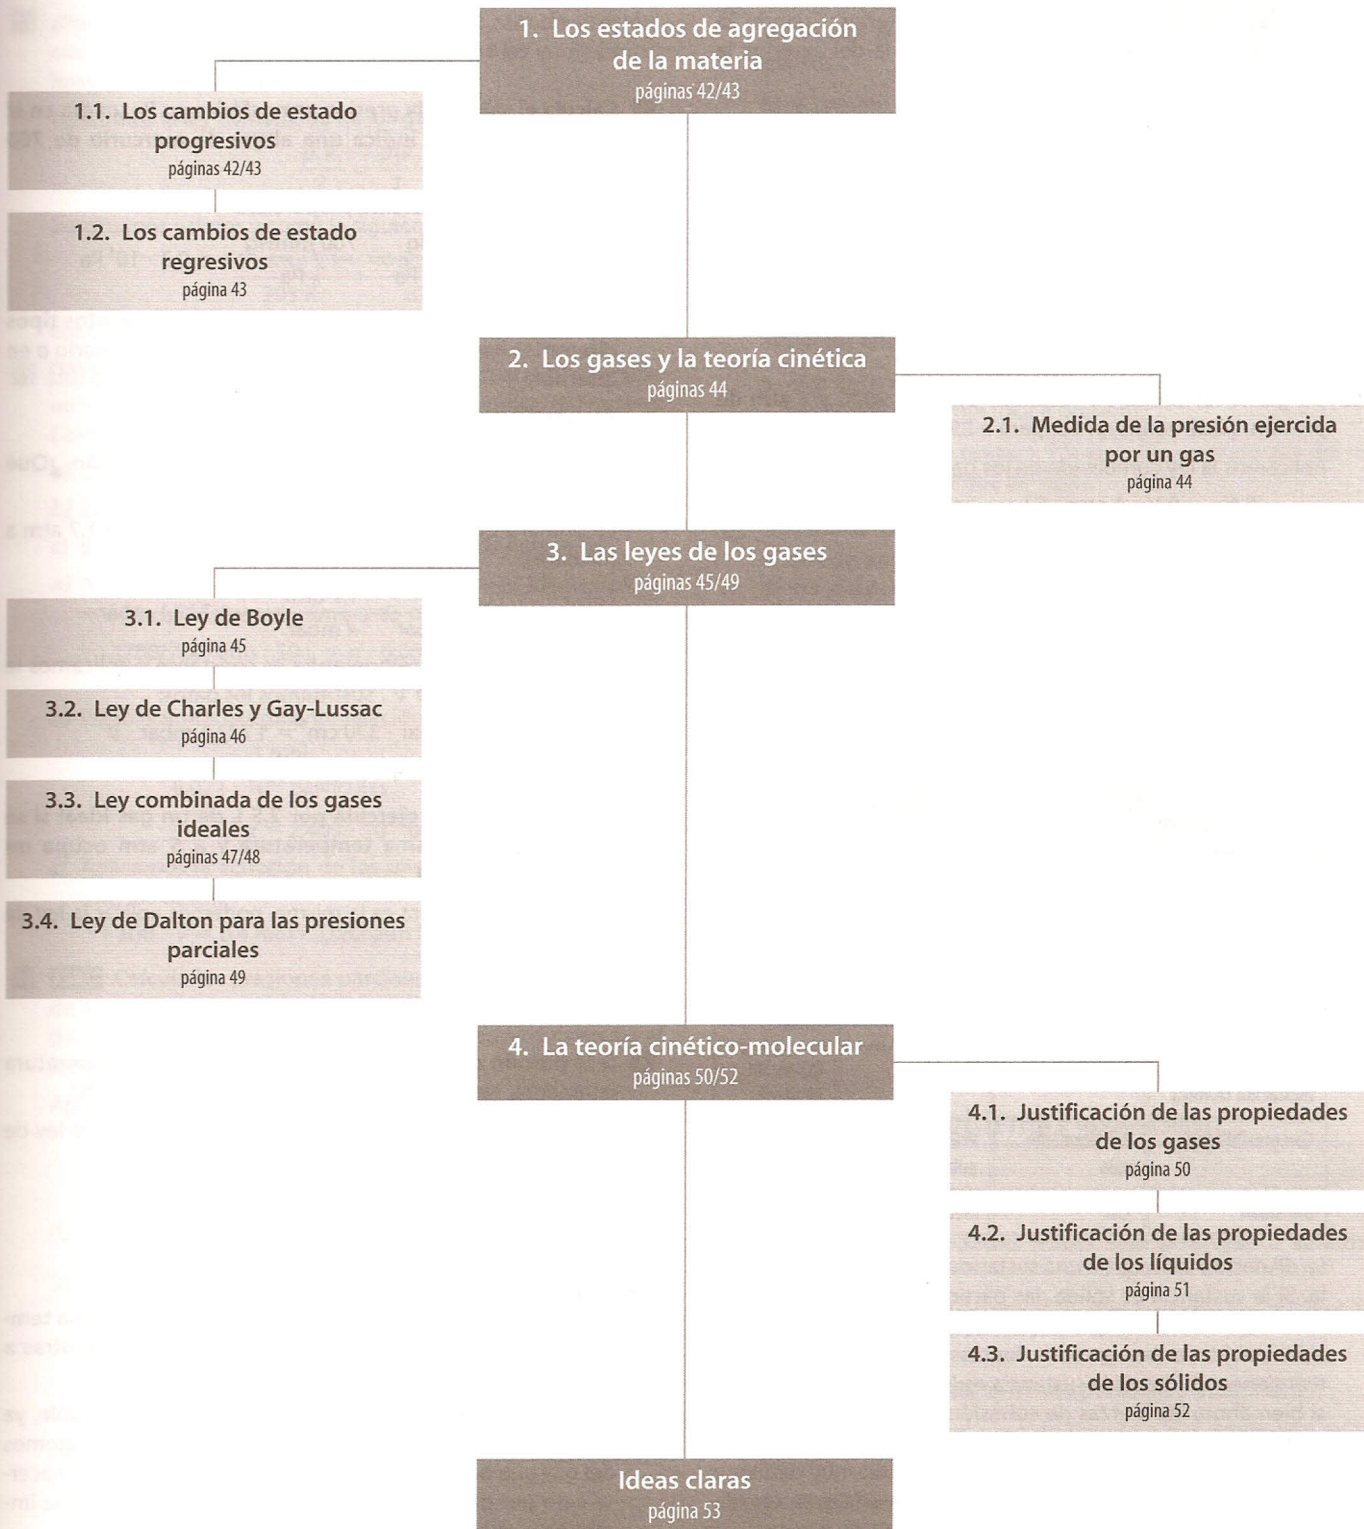 1. Los estados de agregación
de la materia
páginas 42/43
1.1. Los cambios de estado
progresivos
páginas 42/43
1.2. Los cambios de estado
regresivos
página 43
2. Los gases y la teoría cinética
páginas 44
2.1. Medida de la presión ejercida
por un gas
página 44
3. Las leyes de los gases
páginas 45/49
3.1. Ley de Boyle
página 45
3.2. Ley de Charles y Gay-Lussac
página 46
3.3. Ley combinada de los gases
ideales
páginas 47/48
3.4. Ley de Dalton para las presiones
parciales
página 49
4. La teoría cinético-molecular
páginas 50/52
4.1. Justificación de las propiedades
de los gases
página 50
4.2. Justificación de las propiedades
de los líquidos
página 51
4.3. Justificación de las propiedades
de los sólidos
página 52
Ideas claras
página 53